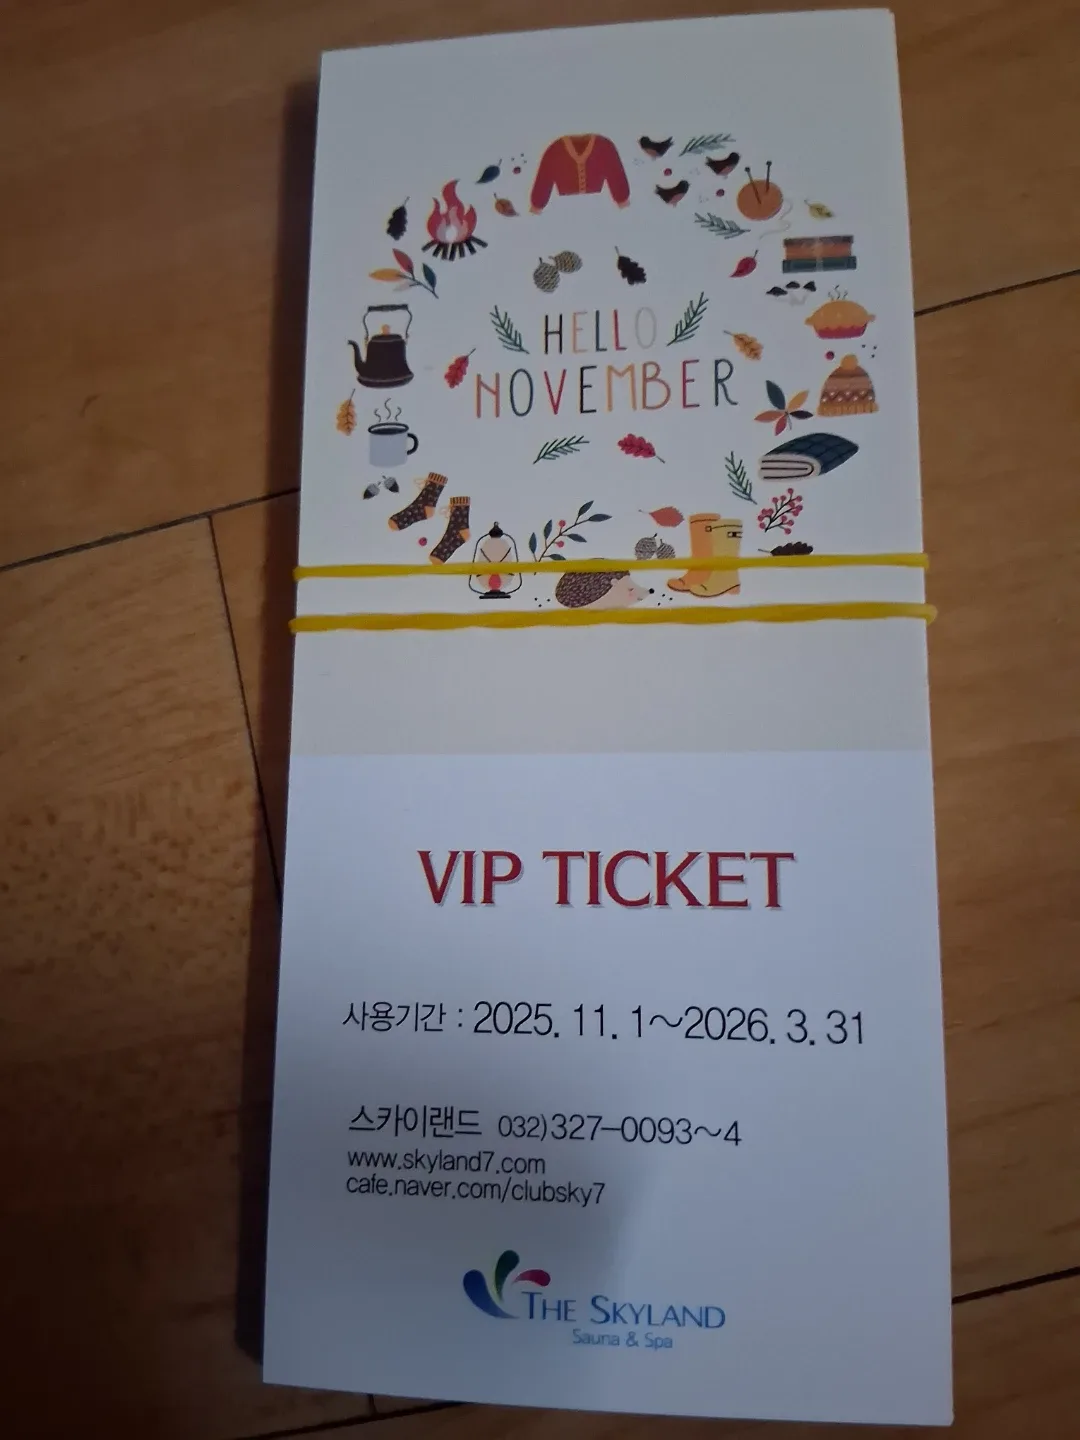 HELLO
NOVEMBER
VIP TICKET
사용기간 : 2025. 11. 1~2026. 3. 31
스카이랜드 032)327-0093~4
www.skyland7.com
cafe.naver.com/clubsky7
THE SKYLAND
Sauna & Spa